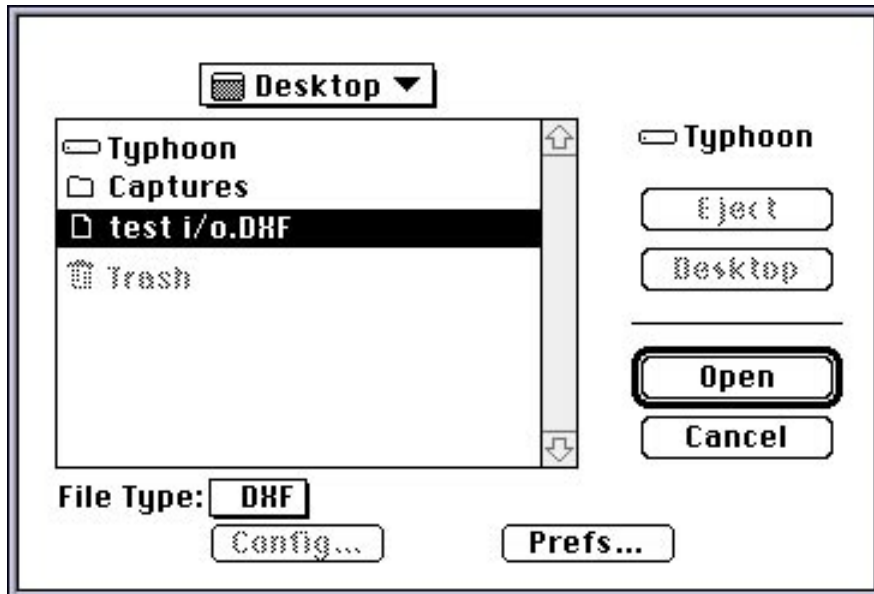 Desktop
Typhoon
Captures
test i/o.DXF
Trash
Typhoon
Eject
Desktop
Open
Cancel
File Type: DXF
Config...
Prefs...